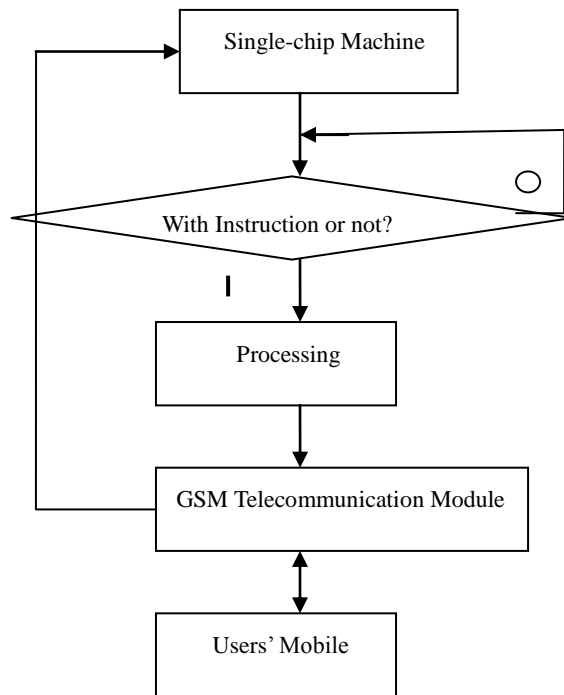 Single-chip Machine
With Instruction or not?
Processing
GSM Telecommunication Module
Users’ Mobile